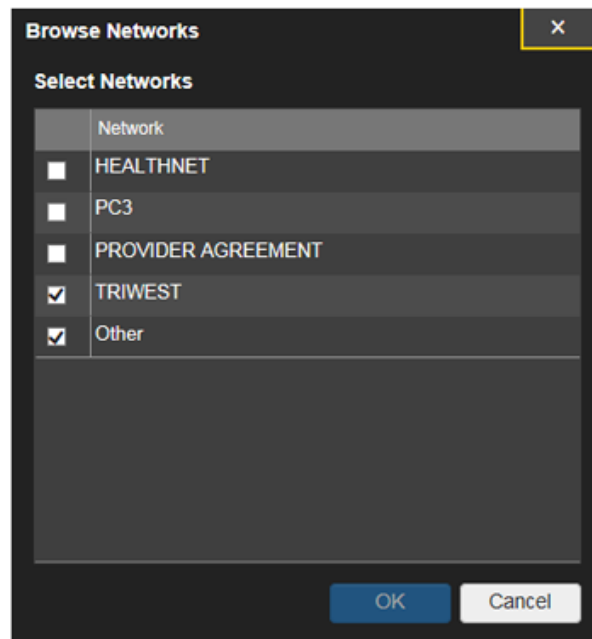 Browse Networks
×
Select Networks
Network
HEALTHNET
PC3
PROVIDER AGREEMENT
TRIWEST
Other
OK
Cancel